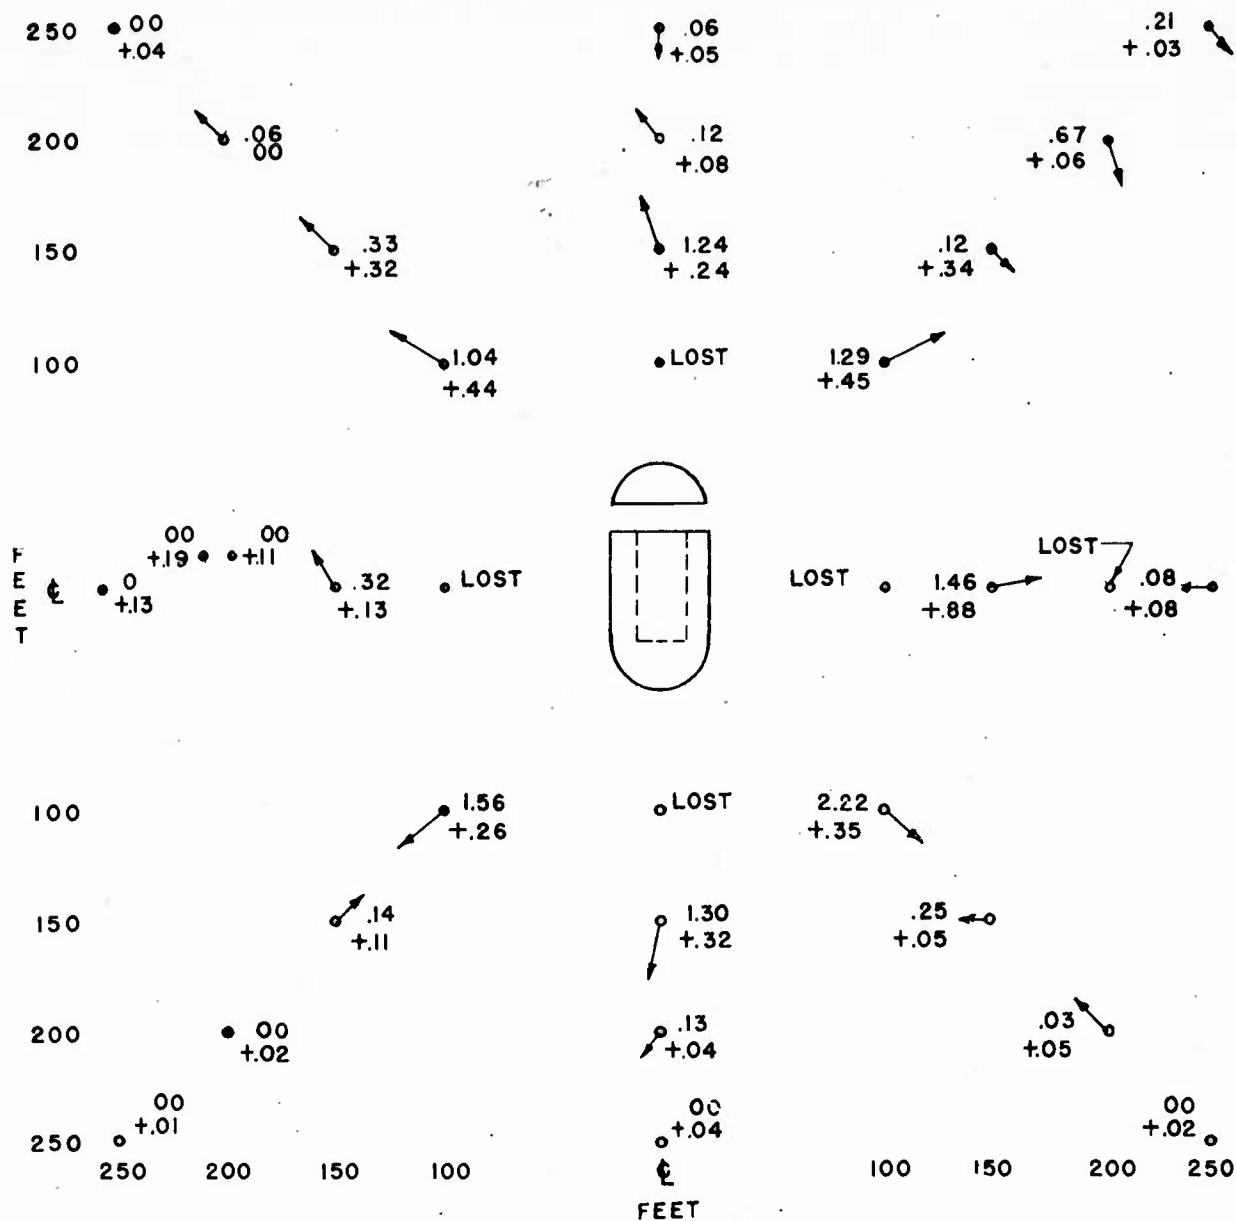 250 00 .06 .21
+.04 +.05 +.03
200 .06 .12 .67
00 +.08 +.06
150 .33 1.24 .12
+.32 +.24 +.34
100 1.04 LOST 1.29
+.44 +.45
00 00 LOST
+.19 +.11
FEET ℄ 0 .32 LOST LOST 1.46 .08
+.13 +.13 +.88 +.08
100 1.56 LOST 2.22
+.26 +.35
150 .14 1.30 .25
+.11 +.32 +.05
200 00 .13 .03
+.02 +.04 +.05
00 00 00
+.01 +.04 +.02
250
250 200 150 100 ℄ 100 150 200 250
FEET